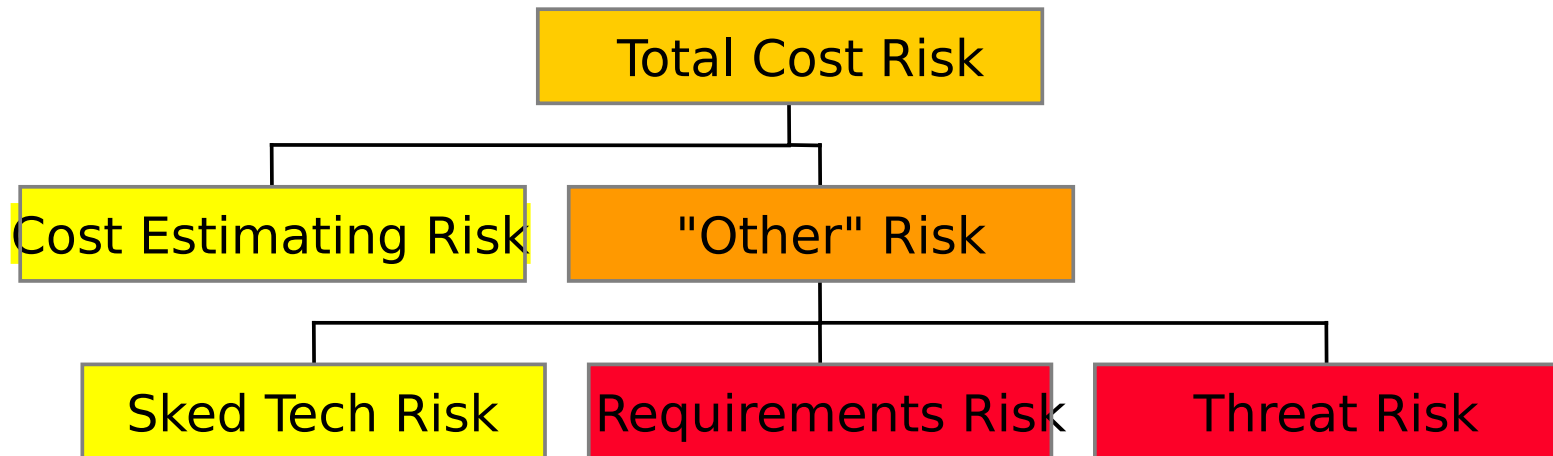 Total Cost Risk
Cost Estimating Risk
"Other" Risk
Sked Tech Risk
Requirements Risk
Threat Risk